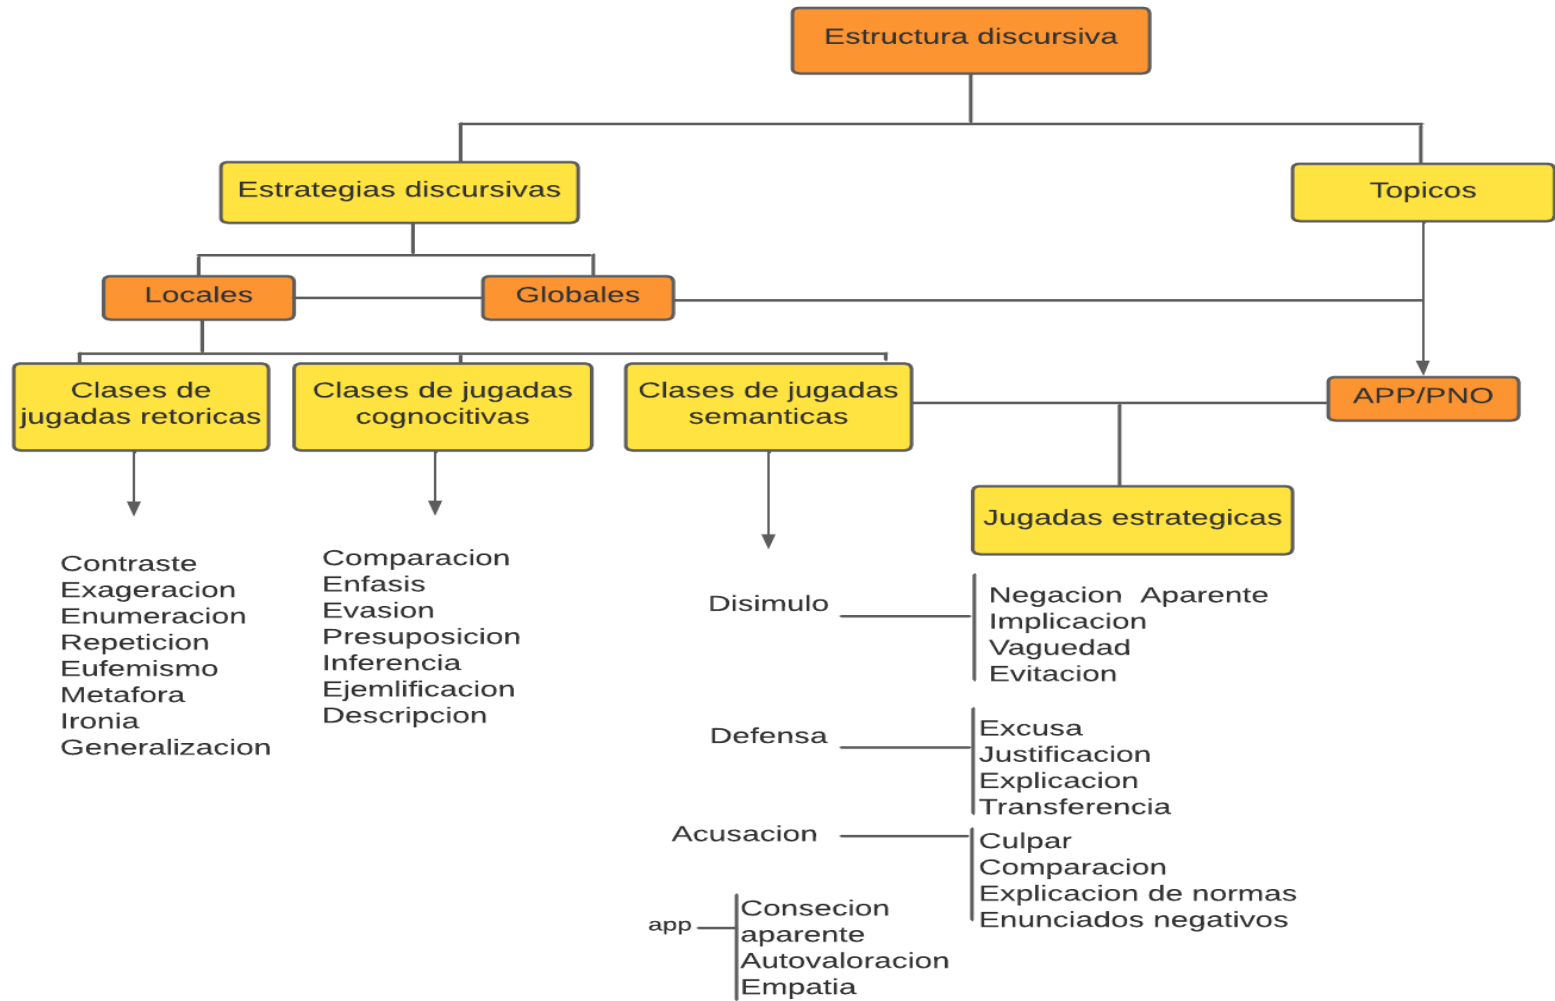 Estructura discursiva
Estrategias discursivas
Topicos
Locales
Globales
Clases de
jugadas retoricas
Clases de jugadas
cognocitivas
Clases de jugadas
semanticas
APP/PNO
Jugadas estrategicas
Contraste
Exageracion
Enumeracion
Repeticion
Eufemismo
Metafora
Ironia
Generalizacion
Comparacion
Enfasis
Evasion
Presuposicion
Inferencia
Ejemlificacion
Descripcion
Disimulo
Negacion Aparente
Implicacion
Vaguedad
Evitacion
Defensa
Excusa
Justificacion
Explicacion
Transferencia
Acusacion
Culpar
Comparacion
Explicacion de normas
Enunciados negativos
app
Consecion
aparente
Autovaloracion
Empatia